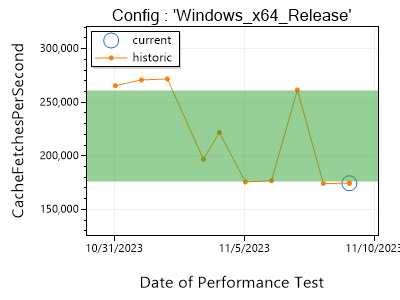 Config : 'Windows_x64_Release'
current
historic
300,000
250,000
200,000
150,000
CacheFetchesPerSecond
10/31/2023
11/5/2023
11/10/2023
Date of Performance Test